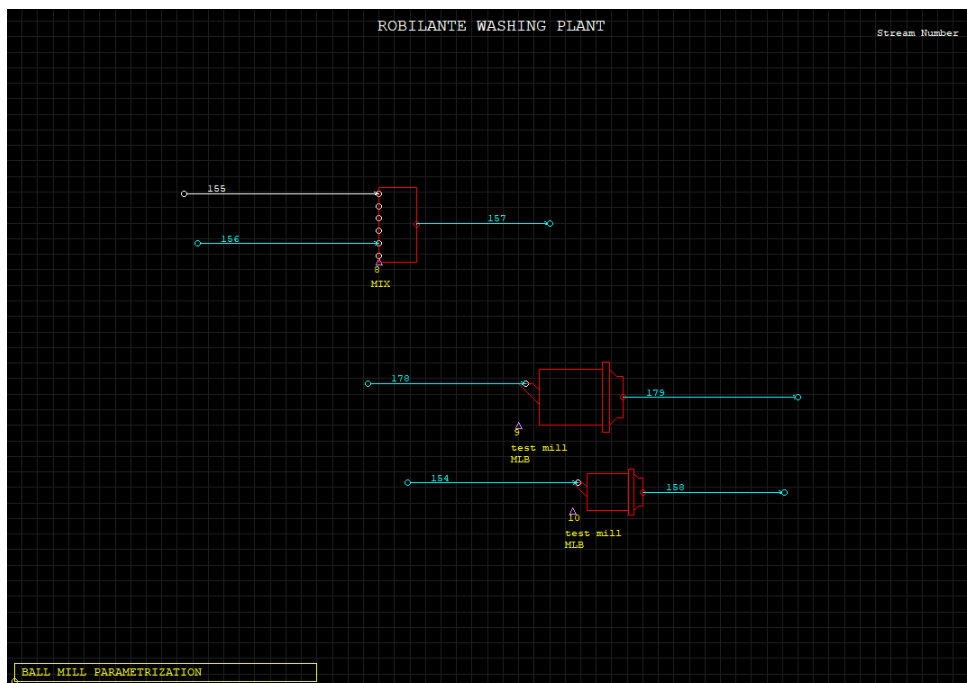 ROBILANTE WASHING PLANT
Stream Number
155
157
156
8
MIX
178
179
9
test mill
MLB
154
158
10
test mill
MLB
BALL MILL PARAMETRIZATION